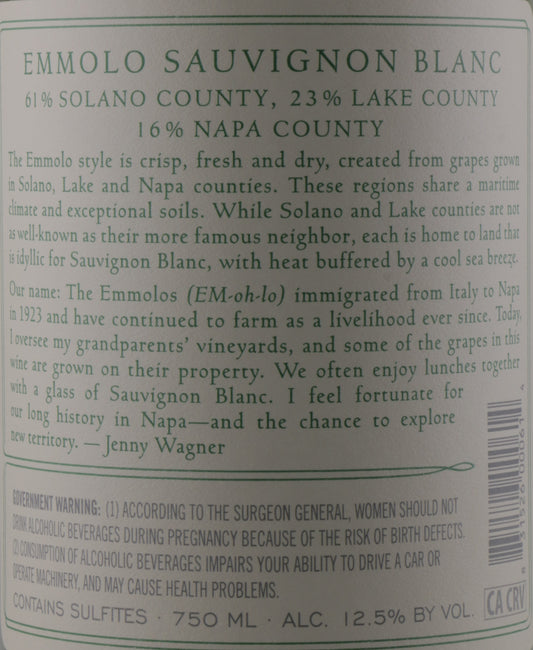 EMMOLO SAUVIGNON BLANC
61% SOLANO COUNTY, 23% LAKE COUNTY
16% NAPA COUNTY
The Emmolo style is crisp, fresh and dry, created from grapes grown
in Solano, Lake and Napa counties. These regions share a maritime
climate and exceptional soils. While Solano and Lake counties are not
as well-known as their more famous neighbor, each is home to land that
is idyllic for Sauvignon Blanc, with heat buffered by a cool sea breeze.
Our name: The Emmolos (EM-oh-lo) immigrated from Italy to Napa
in 1923 and have continued to farm as a livelihood ever since. Today,
I oversee my grandparents' vineyards, and some of the grapes in this
wine are grown on their property. We often enjoy lunches together
with a glass of Sauvignon Blanc. I feel fortunate for
our long history in Napa—and the chance to explore
new territory. — Jenny Wagner
GOVERNMENT WARNING: (1) ACCORDING TO THE SURGEON GENERAL, WOMEN SHOULD NOT
DRINK ALCOHOLIC BEVERAGES DURING PREGNANCY BECAUSE OF THE RISK OF BIRTH DEFECTS.
(2) CONSUMPTION OF ALCOHOLIC BEVERAGES IMPAIRS YOUR ABILITY TO DRIVE A CAR OR
OPERATE MACHINERY, AND MAY CAUSE HEALTH PROBLEMS.
CONTAINS SULFITES · 750 ML · ALC. 12.5% BY VOL.
CA CRV